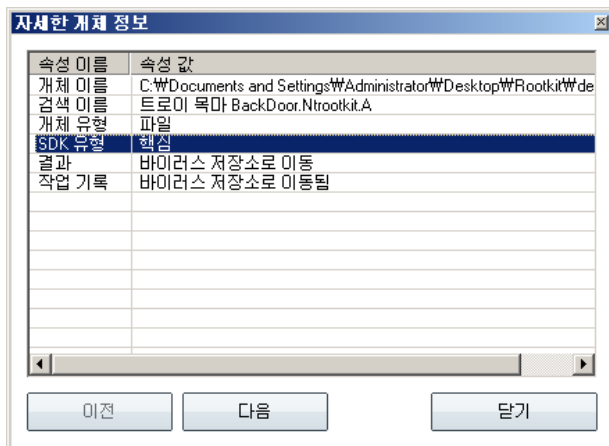 자세한 개체 정보
속성 이름 속성 값
개체 이름 C:₩Documents and Settings₩Administrator₩Desktop₩Rootkit₩de
검색 이름 트로이 목마 BackDoor.Ntrootkit.A
개체 유형 파일
SDK 유형 핵심
결과 바이러스 저장소로 이동
작업 기록 바이러스 저장소로 이동됨
이전 다음 닫기